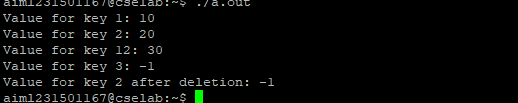 aiml231501167@cselab:~$ ./a.out
Value for key 1: 10
Value for key 2: 20
Value for key 12: 30
Value for key 3: -1
Value for key 2 after deletion: -1
aiml231501167@cselab:~$